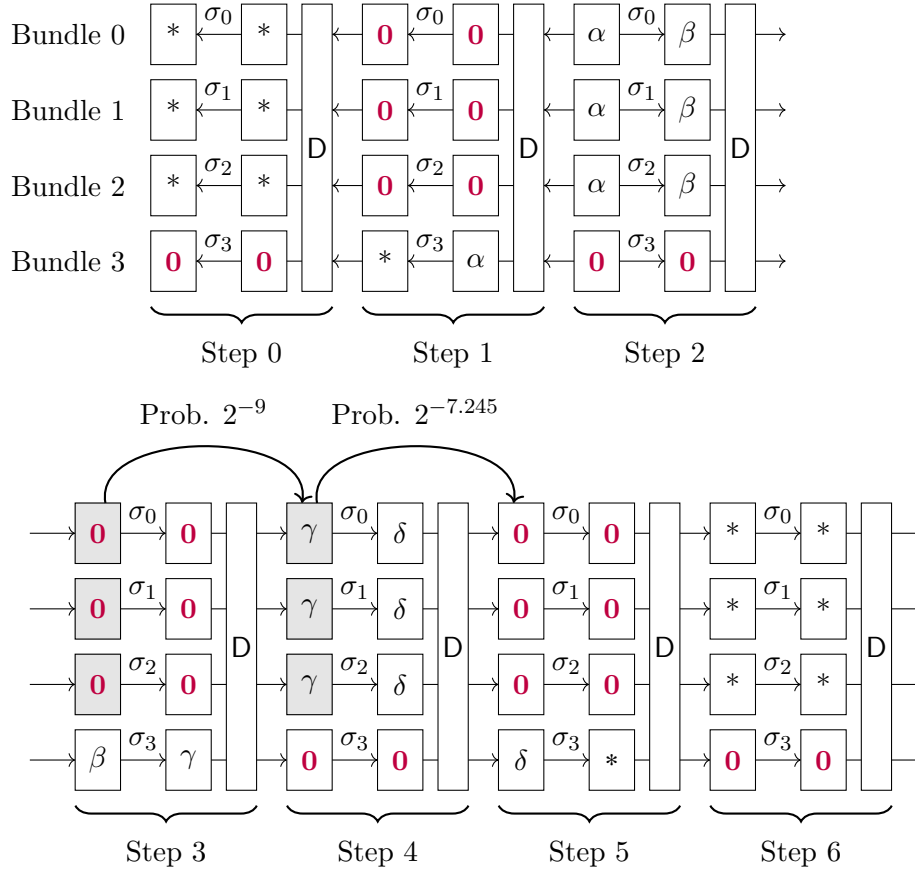 σ0 σ0 σ0
Bundle 0 * * 0 0 α β
σ1 σ1 σ1
Bundle 1 * * 0 0 α β
D D D
σ2 σ2 σ2
Bundle 2 * * 0 0 α β
σ3 σ3 σ3
Bundle 3 0 0 * α 0 0
Step 0 Step 1 Step 2
Prob. 2^−9 Prob. 2^−7.245
σ0 σ0 σ0 σ0
0 0 γ δ 0 0 * *
σ1 σ1 σ1 σ1
0 0 γ δ 0 0 * *
D D D D
σ2 σ2 σ2 σ2
0 0 γ δ 0 0 * *
σ3 σ3 σ3 σ3
β γ 0 0 δ * 0 0
Step 3 Step 4 Step 5 Step 6